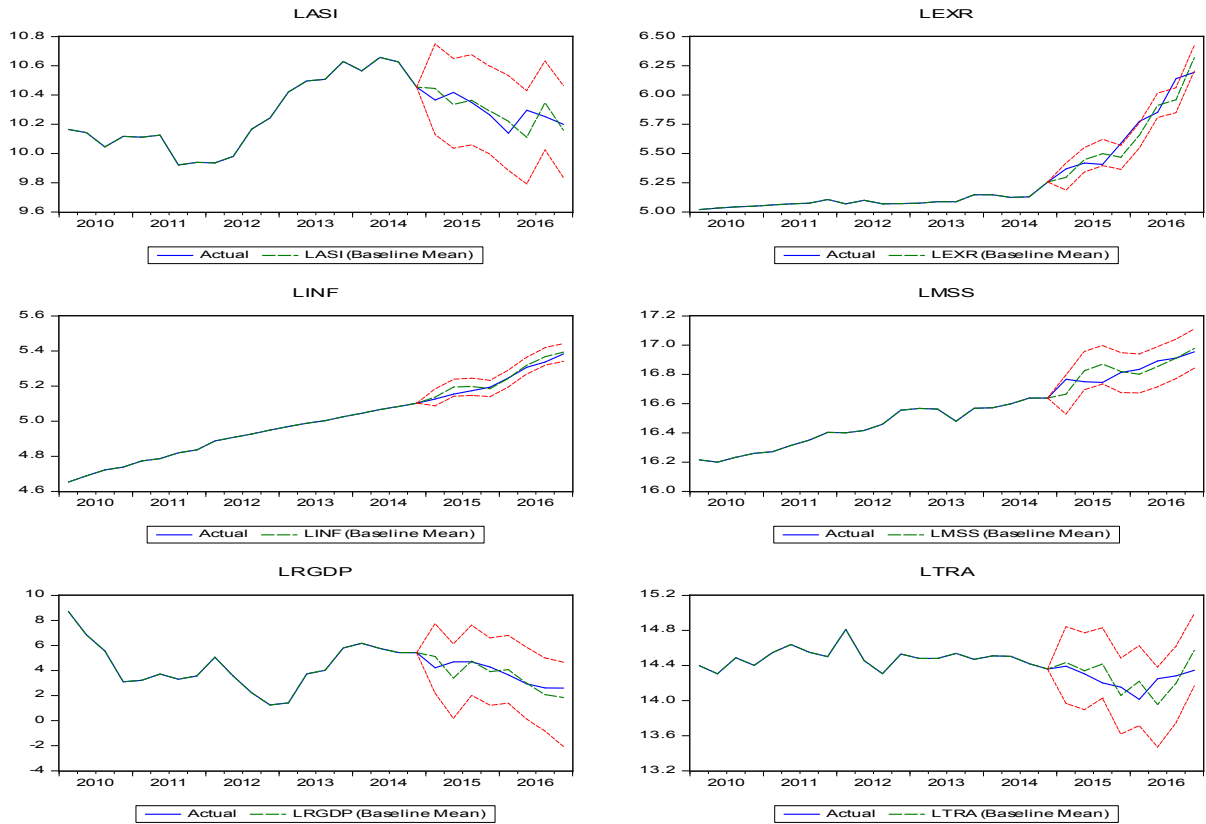 LASI
10.8
10.6
10.4
10.2
10.0
9.8
9.6
2010 2011 2012 2013 2014 2015 2016
Actual LASI (Baseline Mean)
LEXR
6.50
6.25
6.00
5.75
5.50
5.25
5.00
2010 2011 2012 2013 2014 2015 2016
Actual LEXR (Baseline Mean)
LINF
5.6
5.4
5.2
5.0
4.8
4.6
2010 2011 2012 2013 2014 2015 2016
Actual LINF (Baseline Mean)
LMSS
17.2
17.0
16.8
16.6
16.4
16.2
16.0
2010 2011 2012 2013 2014 2015 2016
Actual LMSS (Baseline Mean)
LRGDP
10
8
6
4
2
0
-2
-4
2010 2011 2012 2013 2014 2015 2016
Actual LRGDP (Baseline Mean)
LTRA
15.2
14.8
14.4
14.0
13.6
13.2
2010 2011 2012 2013 2014 2015 2016
Actual LTRA (Baseline Mean)